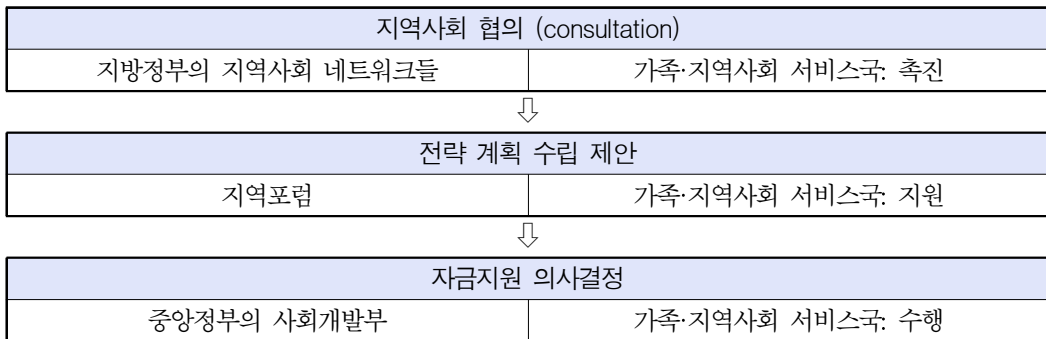 지역사회 협의 (consultation)
지방정부의 지역사회 네트워크들 가족·지역사회 서비스국: 촉진
⇩
전략 계획 수립 제안
지역포럼 가족·지역사회 서비스국: 지원
⇩
자금지원 의사결정
중앙정부의 사회개발부 가족·지역사회 서비스국: 수행